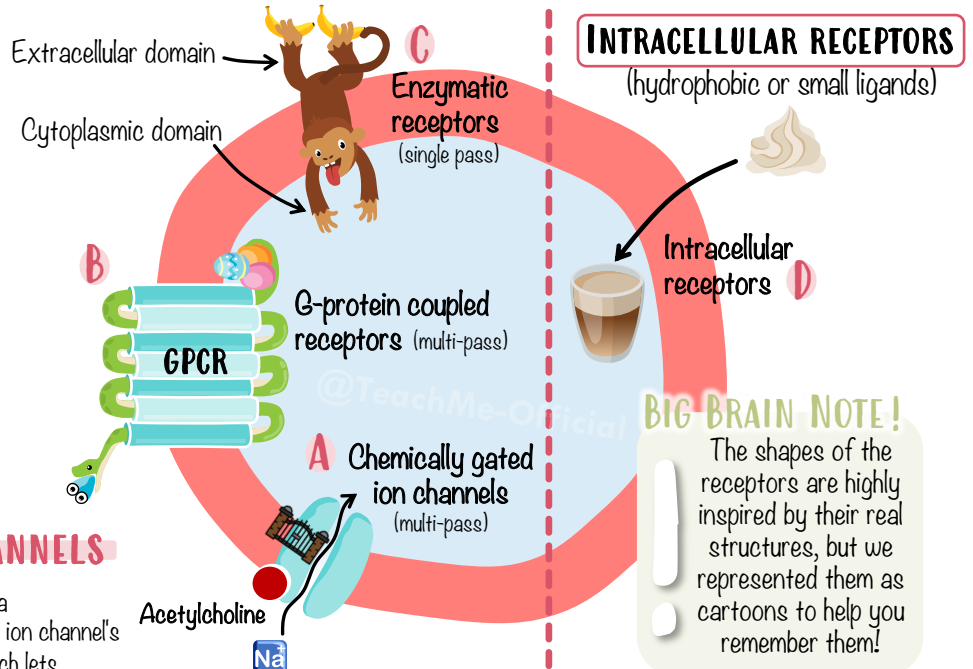 Extracellular domain
Cytoplasmic domain
C
Enzymatic
receptors
(single pass)
B
GPCR
G-protein coupled
receptors (multi-pass)
@TeachMe-Official
A
Chemically gated
ion channels
(multi-pass)
Acetylcholine
Na+
ANNELS
a
ion channel's
ch lets
INTRACELLULAR RECEPTORS
(hydrophobic or small ligands)
Intracellular
receptors D
BIG BRAIN NOTE!
The shapes of the
receptors are highly
inspired by their real
structures, but we
represented them as
cartoons to help you
remember them!